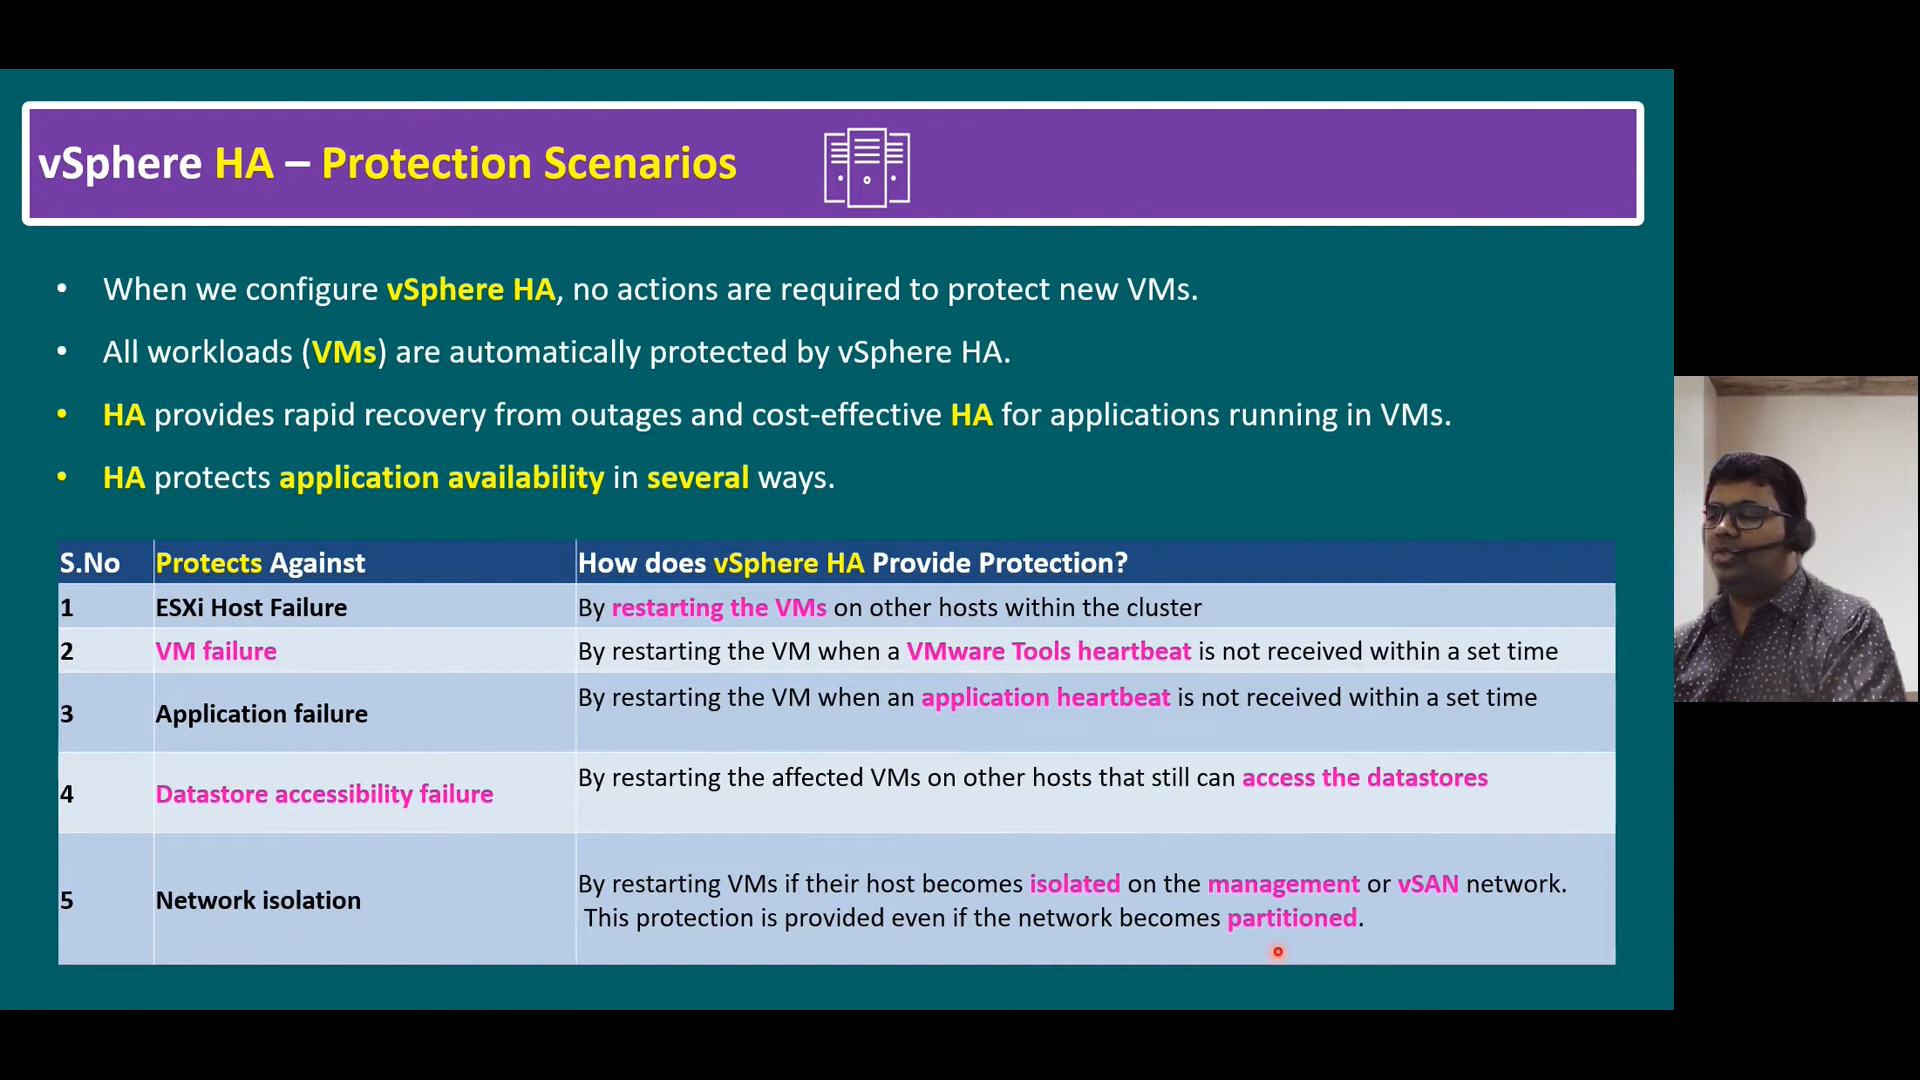 vSphere HA – Protection Scenarios
• When we configure vSphere HA, no actions are required to protect new VMs.
• All workloads (VMs) are automatically protected by vSphere HA.
• HA provides rapid recovery from outages and cost-effective HA for applications running in VMs.
• HA protects application availability in several ways.
S.No Protects Against How does vSphere HA Provide Protection?
1 ESXi Host Failure By restarting the VMs on other hosts within the cluster
2 VM failure By restarting the VM when a VMware Tools heartbeat is not received within a set time
3 Application failure By restarting the VM when an application heartbeat is not received within a set time
4 Datastore accessibility failure By restarting the affected VMs on other hosts that still can access the datastores
5 Network isolation By restarting VMs if their host becomes isolated on the management or vSAN network.
This protection is provided even if the network becomes partitioned.